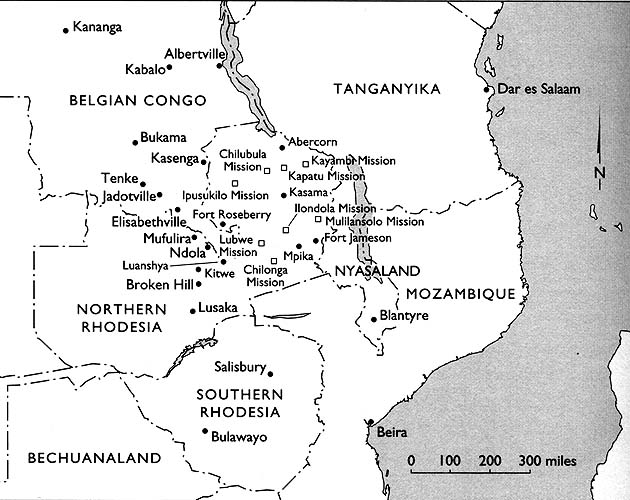 Kananga
Albertville
Kabalo
TANGANYIKA
Dar es Salaam
BELGIAN CONGO
Bukama
Abercorn
Kasenga
Chilubula
Mission
Kayambi Mission
Kapatu Mission
Tenke
Jadotville
Ipusukilo Mission
Kasama
N
Ilondola Mission
Elisabethville
Fort Roseberry
Mulilansolo Mission
Mufulira
Lubwe
Mission
Fort Jameson
Ndola
Mpika
Luanshya
Kitwe
Chilonga
Mission
NYASALAND
Broken Hill
MOZAMBIQUE
NORTHERN
RHODESIA
Lusaka
Blantyre
Salisbury
SOUTHERN
RHODESIA
Bulawayo
Beira
BECHUANALAND
0 100 200 300 miles